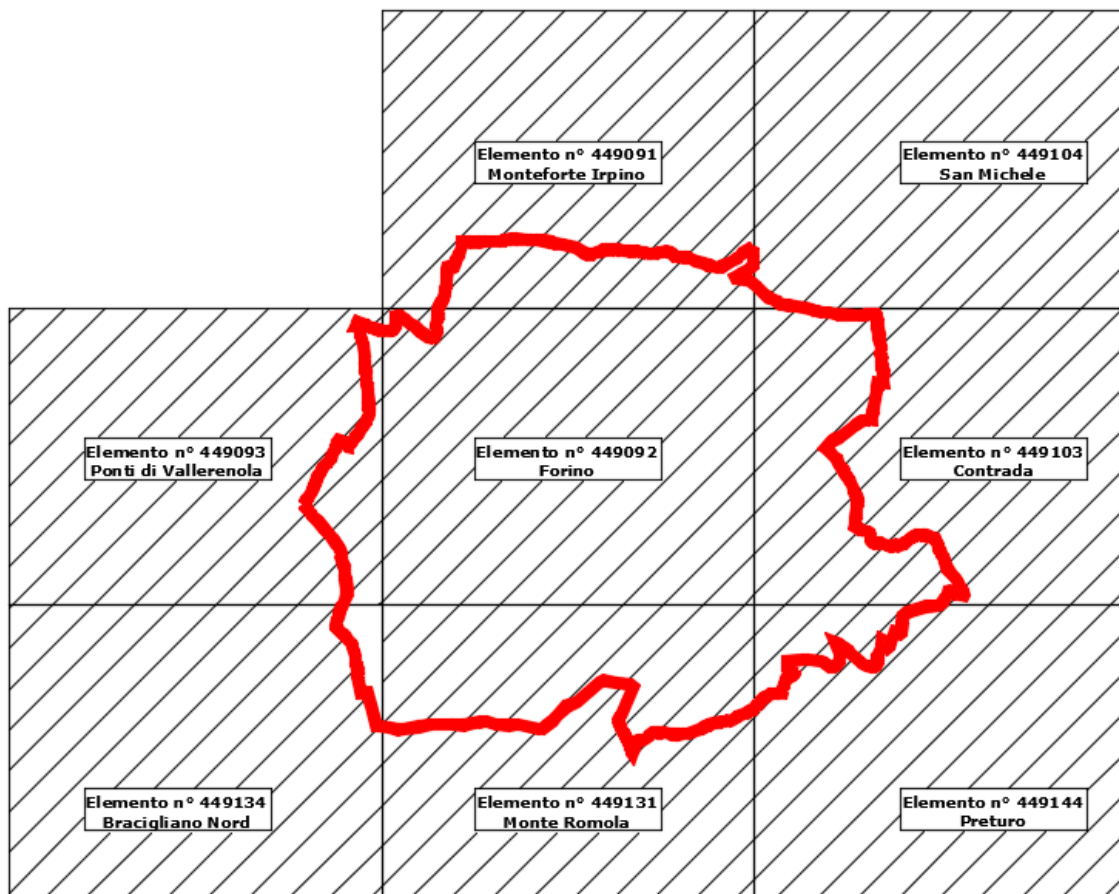 Elemento n° 449091
Monteforte Irpino
Elemento n° 449104
San Michele
Elemento n° 449093
Ponti di Vallerenola
Elemento n° 449092
Forino
Elemento n° 449103
Contrada
Elemento n° 449134
Bracigliano Nord
Elemento n° 449131
Monte Romola
Elemento n° 449144
Preturo